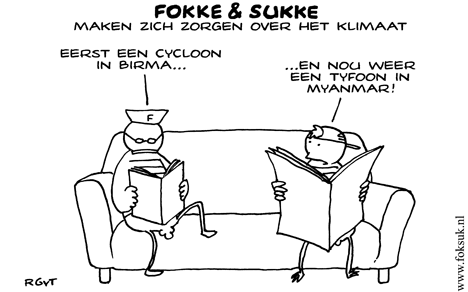 FOKKE & SUKKE
MAKEN ZICH ZORGEN OVER HET KLIMAAT
EERST EEN CYCLOON
IN BIRMA...
...EN NOU WEER
EEN TYFOON IN
MYANMAR!
F
RGvT
www.foksuk.nl